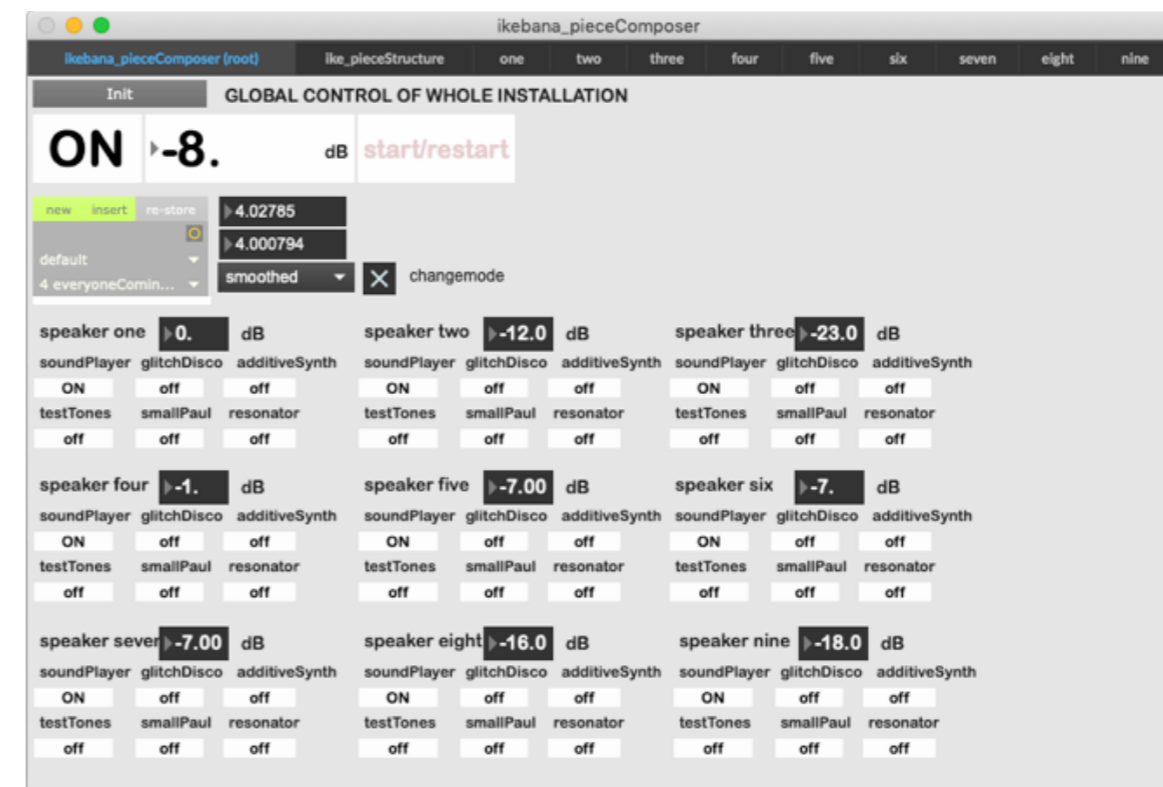 ikebana_pieceComposer
ikebana_pieceComposer (root) ike_pieceStructure one two three four five six seven eight nine
Init GLOBAL CONTROL OF WHOLE INSTALLATION
ON -8. dB start/restart
new insert re-store 4.02785
4.000794
default
4 everyoneComin... smoothed changemode
speaker one 0. dB speaker two -12.0 dB speaker three -23.0 dB
soundPlayer glitchDisco additiveSynth soundPlayer glitchDisco additiveSynth soundPlayer glitchDisco additiveSynth
ON off off ON off off ON off off
testTones smallPaul resonator testTones smallPaul resonator testTones smallPaul resonator
off off off off off off off off off
speaker four -1. dB speaker five -7.00 dB speaker six -7. dB
soundPlayer glitchDisco additiveSynth soundPlayer glitchDisco additiveSynth soundPlayer glitchDisco additiveSynth
ON off off ON off off ON off off
testTones smallPaul resonator testTones smallPaul resonator testTones smallPaul resonator
off off off off off off off off off
speaker seven -7.00 dB speaker eight -16.0 dB speaker nine -18.0 dB
soundPlayer glitchDisco additiveSynth soundPlayer glitchDisco additiveSynth soundPlayer glitchDisco additiveSynth
ON off off ON off off ON off off
testTones smallPaul resonator testTones smallPaul resonator testTones smallPaul resonator
off off off off off off off off off